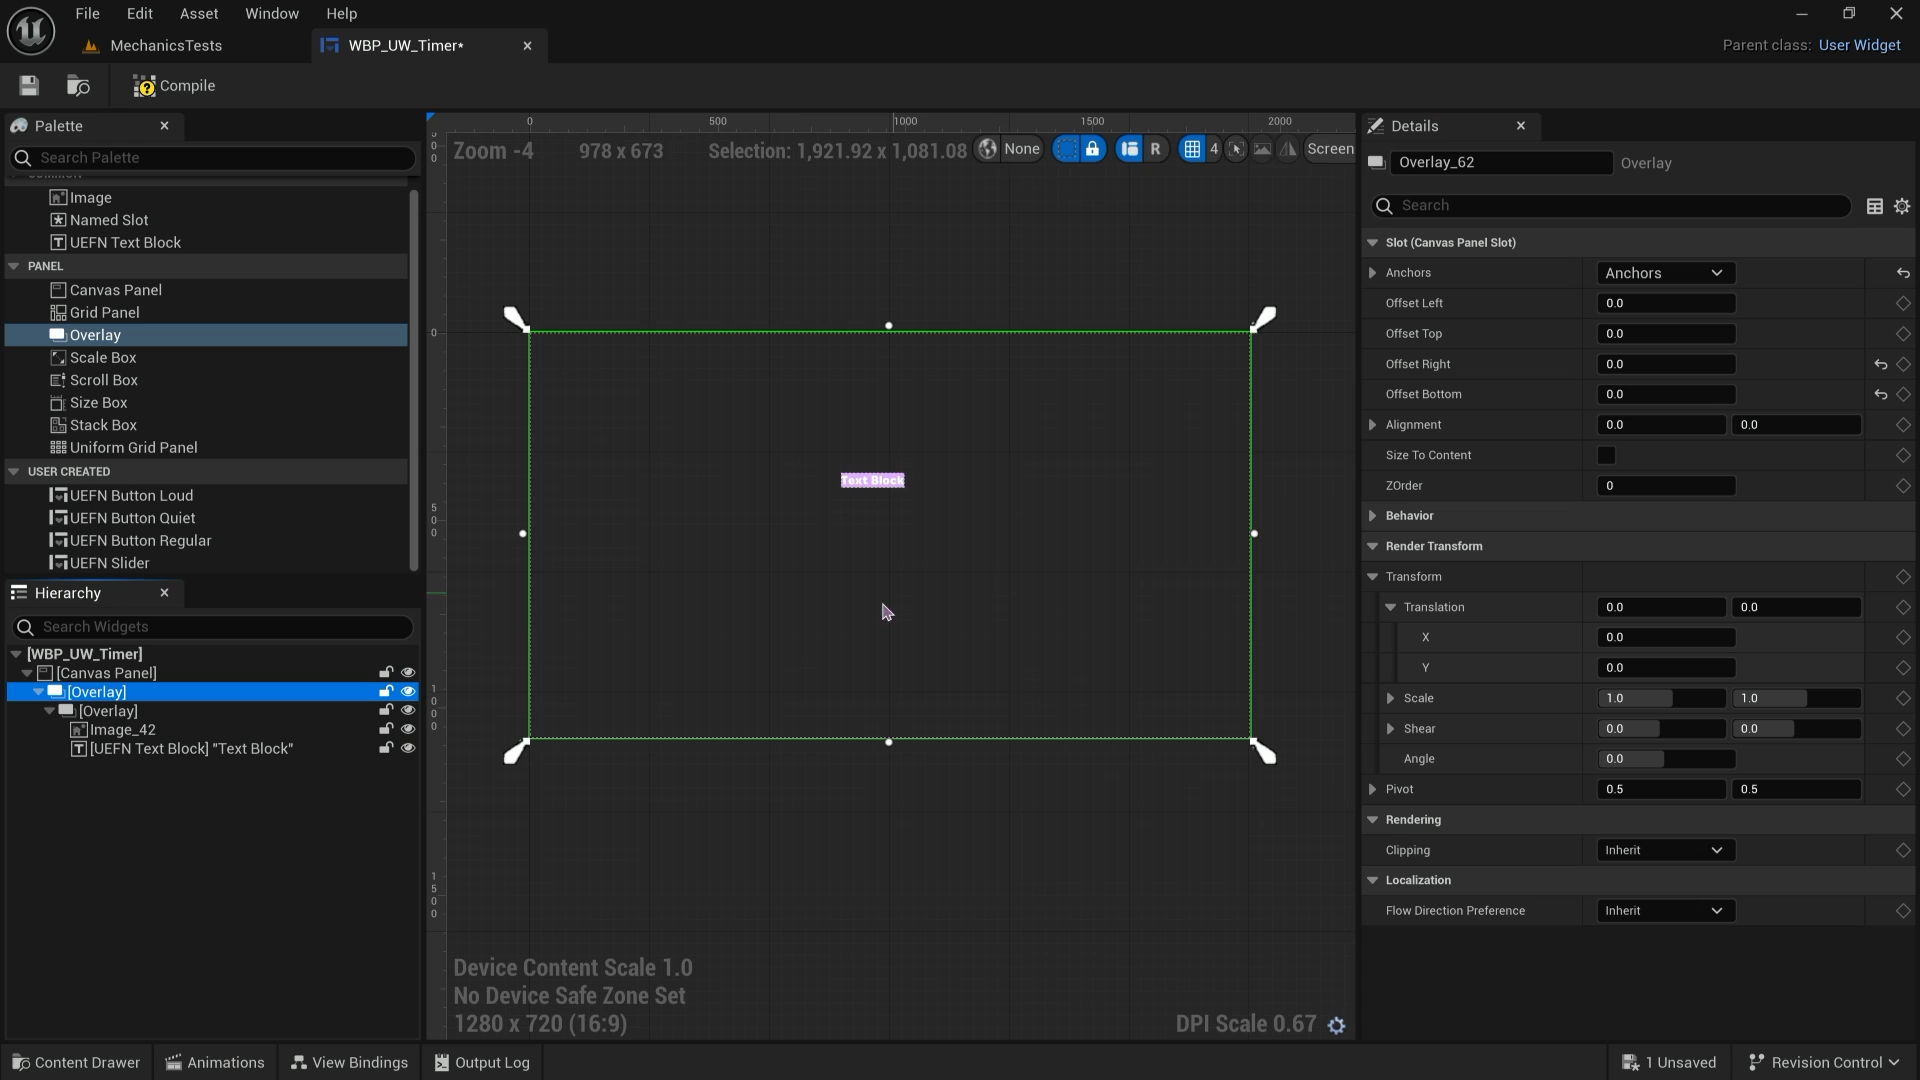 File Edit Asset Window Help
MechanicsTests
WBP_UW_Timer*
Parent class: User Widget
Compile
Palette
Search Palette
COMMON
Image
Named Slot
UEFN Text Block
PANEL
Canvas Panel
Grid Panel
Overlay
Scale Box
Scroll Box
Size Box
Stack Box
Uniform Grid Panel
USER CREATED
UEFN Button Loud
UEFN Button Quiet
UEFN Button Regular
UEFN Slider
Hierarchy
Search Widgets
[WBP_UW_Timer]
[Canvas Panel]
[Overlay]
[Overlay]
Image_42
[UEFN Text Block] "Text Block"
0 500 1000 1500 2000
Zoom -4 978 x 673 Selection: 1,921.92 x 1,081.08 None R 4 Screen
0
0
500
1000
1500
Text Block
Device Content Scale 1.0
No Device Safe Zone Set
1280 x 720 (16:9)
DPI Scale 0.67
Details
Overlay_62 Overlay
Search
Slot (Canvas Panel Slot)
Anchors Anchors
Offset Left 0.0
Offset Top 0.0
Offset Right 0.0
Offset Bottom 0.0
Alignment 0.0 0.0
Size To Content
ZOrder 0
Behavior
Render Transform
Transform
Translation 0.0 0.0
X 0.0
Y 0.0
Scale 1.0 1.0
Shear 0.0 0.0
Angle 0.0
Pivot 0.5 0.5
Rendering
Clipping Inherit
Localization
Flow Direction Preference Inherit
Content Drawer Animations View Bindings Output Log 1 Unsaved Revision Control